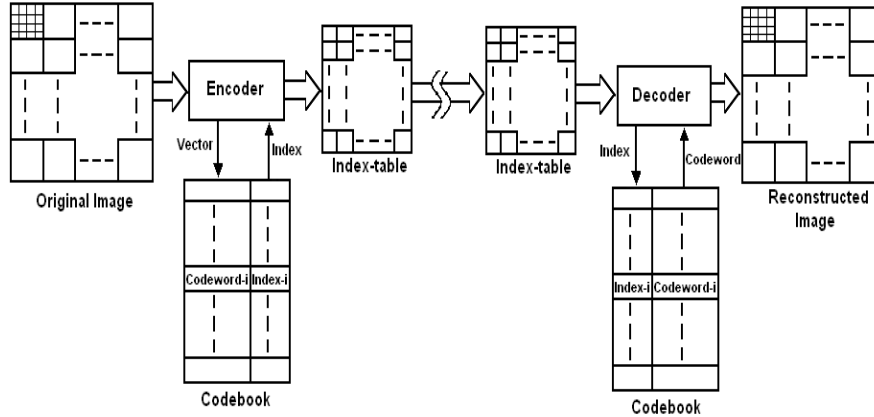 Original Image
Encoder
Vector
Index
Codeword-i
Index-i
Codebook
Index-table
Index-table
Decoder
Index
Codeword
Index-i
Codeword-i
Codebook
Reconstructed
Image